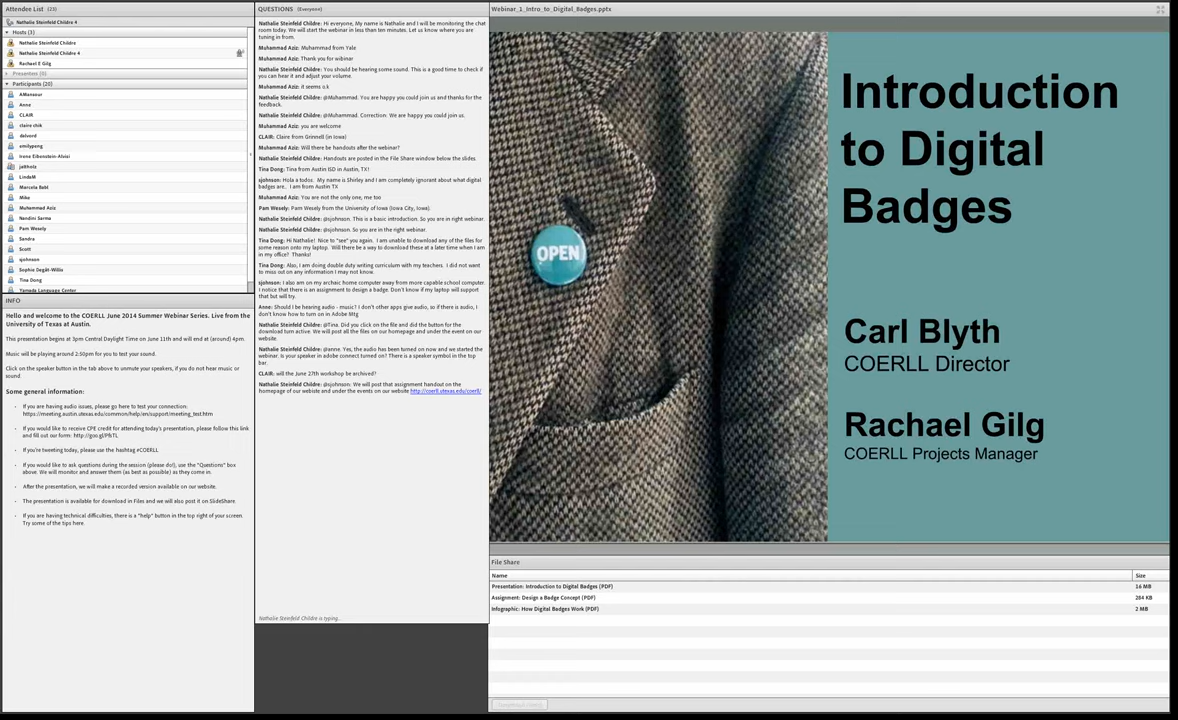 Attendee List (23)
Nathalie Steinfeld Childre 4
Hosts (3)
Nathalie Steinfeld Childre
Nathalie Steinfeld Childre 4
Rachael E Gilg
Presenters (0)
Participants (20)
AMansour
Anne
CLAIR
claire chik
dalvord
emilypeng
Irene Eibenstein-Alvisi
jaltholz
LindaM
Marcela Babl
Mike
Muhammad Aziz
Nandini Sarma
Pam Wesely
Sandra
Scott
sjohnson
Sophie Degât-Willis
Tina Dong
Yamada Language Center
INFO
Hello and welcome to the COERLL June 2014 Summer Webinar Series. Live from the
University of Texas at Austin.
This presentation begins at 3pm Central Daylight Time on June 11th and will end at (around) 4pm.
Music will be playing around 2:50pm for you to test your sound.
Click on the speaker button in the tab above to unmute your speakers, if you do not hear music or
sound.
Some general information:
- If you are having audio issues, please go here to test your connection:
https://meeting.austin.utexas.edu/common/help/en/support/meeting_test.htm
- If you would like to receive CPE credit for attending today's presentation, please follow this link
and fill out our form: http://goo.gl/PfbTL
- If you're tweeting today, please use the hashtag #COERLL
- If you would like to ask questions during the session (please do!), use the "Questions" box
above. We will monitor and answer them (as best as possible) as they come in.
- After the presentation, we will make a recorded version available on our website.
- The presentation is available for download in Files and we will also post it on SlideShare.
- If you are having technical difficulties, there is a "help" button in the top right of your screen.
Try some of the tips here.
QUESTIONS (Everyone)
Nathalie Steinfeld Childre: Hi everyone, My name is Nathalie and I will be monitoring the chat
room today. We will start the webinar in less than ten minutes. Let us know where you are
tuning in from.
Muhammad Aziz: Muhammad from Yale
Muhammad Aziz: Thank you for wibinar
Nathalie Steinfeld Childre: You should be hearing some sound. This is a good time to check if
you can hear it and adjust your volume.
Muhammad Aziz: it seems o.k
Nathalie Steinfeld Childre: @Muhammad. You are happy you could join us and thanks for the
feedback.
Nathalie Steinfeld Childre: @Muhammad. Correction: We are happy you could join us.
Muhammad Aziz: you are welcome
CLAIR: Claire from Grinnell (in Iowa)
Muhammad Aziz: Will there be handouts after the webinar?
Nathalie Steinfeld Childre: Handouts are posted in the File Share window below the slides.
Tina Dong: Tina from Austin ISD in Austin, TX!
sjohnson: Hola a todos. My name is Shirley and I am completely ignorant about what digital
badges are. I am from Austin TX
Muhammad Aziz: You are not the only one, me too
Pam Wesely: Pam Wesely from the University of Iowa (Iowa City, Iowa).
Nathalie Steinfeld Childre: @sjohnson. This is a basic introduction. So you are in right webinar.
Nathalie Steinfeld Childre: @sjohnson. So you are in the right webinar.
Tina Dong: Hi Nathalie! Nice to "see" you again. I am unable to download any of the files for
some reason onto my laptop. Will there be a way to download these at a later time when I am
in my office? Thanks!
Tina Dong: Also, I am doing double duty writing curriculum with my teachers. I did not want
to miss out on any information I may not know.
sjohnson: I also am on my archaic home computer away from more capable school computer.
I notice that there is an assignment to design a badge. Don't know if my laptop will support
that but will try.
Anne: Should I be hearing audio - music? I don't other apps give audio, so if there is audio, I
don't know how to turn on in Adobe Mtg
Nathalie Steinfeld Childre: @Tina. Did you click on the file and did the button for the
download turn active. We will post all the files on our homepage and under the event on our
website.
Nathalie Steinfeld Childre: @anne. Yes, the audio has been turned on now and we started the
webinar. Is your speaker in adobe connect turned on? There is a speaker symbol in the top
bar.
CLAIR: will the June 27th workshop be archived?
Nathalie Steinfeld Childre: @sjohnson: We will post that assignment handout on the
homepage of our website and under the events on our website http://coerll.utexas.edu/coerll/
Nathalie Steinfeld Childre is typing...
Webinar_1_Intro_to_Digital_Badges.pptx
OPEN
Introduction
to Digital
Badges
Carl Blyth
COERLL Director
Rachael Gilg
COERLL Projects Manager
File Share
Name Size
Presentation: Introduction to Digital Badges (PDF) 16 MB
Assignment: Design a Badge Concept (PDF) 284 KB
Infographic: How Digital Badges Work (PDF) 2 MB